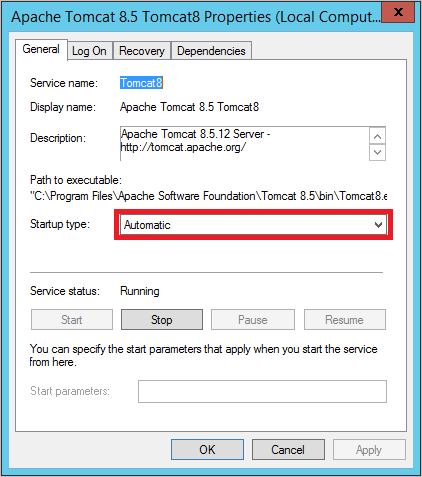 Apache Tomcat 8.5 Tomcat8 Properties (Local Comput...
General Log On Recovery Dependencies
Service name: Tomcat8
Display name: Apache Tomcat 8.5 Tomcat8
Description: Apache Tomcat 8.5.12 Server -
http://tomcat.apache.org/
Path to executable:
"C:\Program Files\Apache Software Foundation\Tomcat 8.5\bin\Tomcat8.e
Startup type: Automatic
Service status: Running
Start Stop Pause Resume
You can specify the start parameters that apply when you start the service
from here.
Start parameters:
OK Cancel Apply